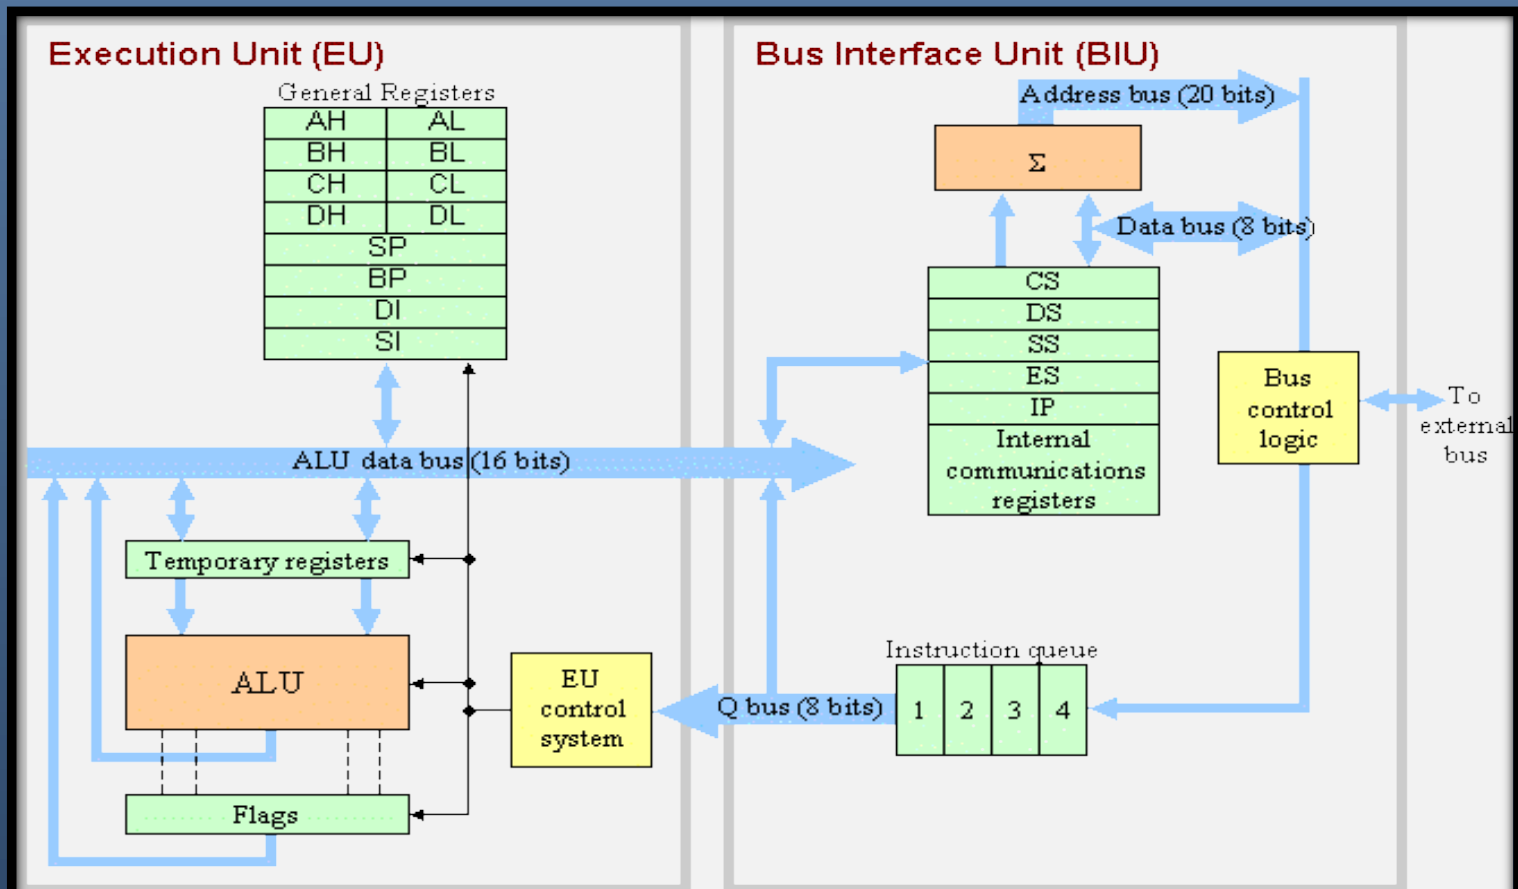 Execution Unit (EU)
General Registers
AH AL
BH BL
CH CL
DH DL
SP
BP
DI
SI
ALU data bus (16 bits)
Temporary registers
ALU
EU
control
system
Flags
Bus Interface Unit (BIU)
Address bus (20 bits)
Σ
Data bus (8 bits)
CS
DS
SS
ES
IP
Internal
communications
registers
Bus
control
logic
To
external
bus
Instruction queue
Q bus (8 bits)
1 2 3 4